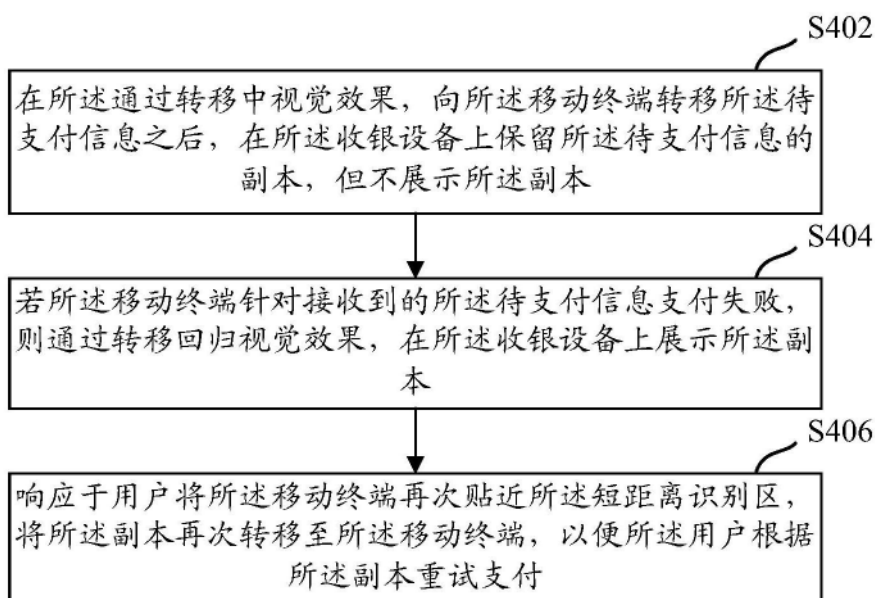 S402
在所述通过转移中视觉效果，向所述移动终端转移所述待
支付信息之后，在所述收银设备上保留所述待支付信息的
副本，但不展示所述副本
S404
若所述移动终端针对接收到的所述待支付信息支付失败，
则通过转移回归视觉效果，在所述收银设备上展示所述副
本
S406
响应于用户将所述移动终端再次贴近所述短距离识别区，
将所述副本再次转移至所述移动终端，以便所述用户根据
所述副本重试支付